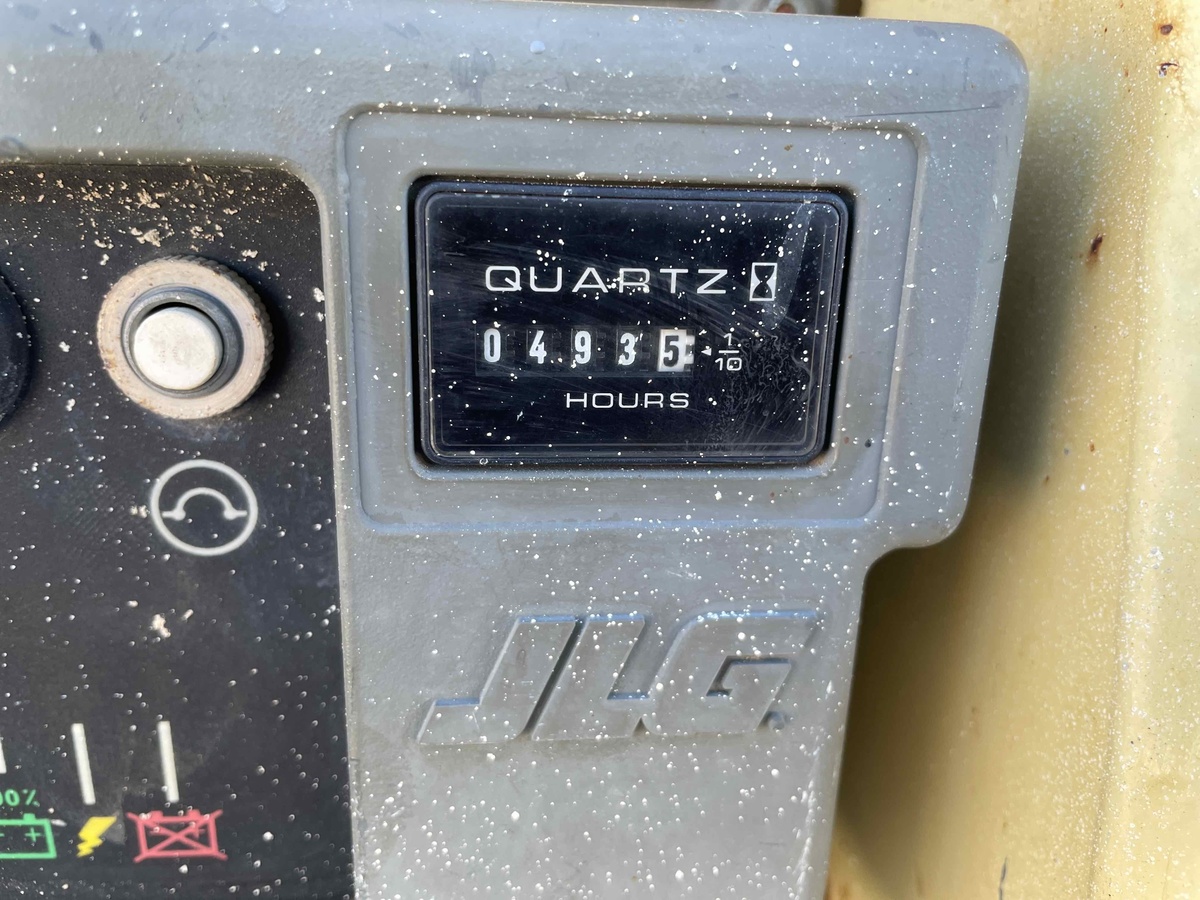 QUARTZ
04935 1/10
HOURS
JLG
00%